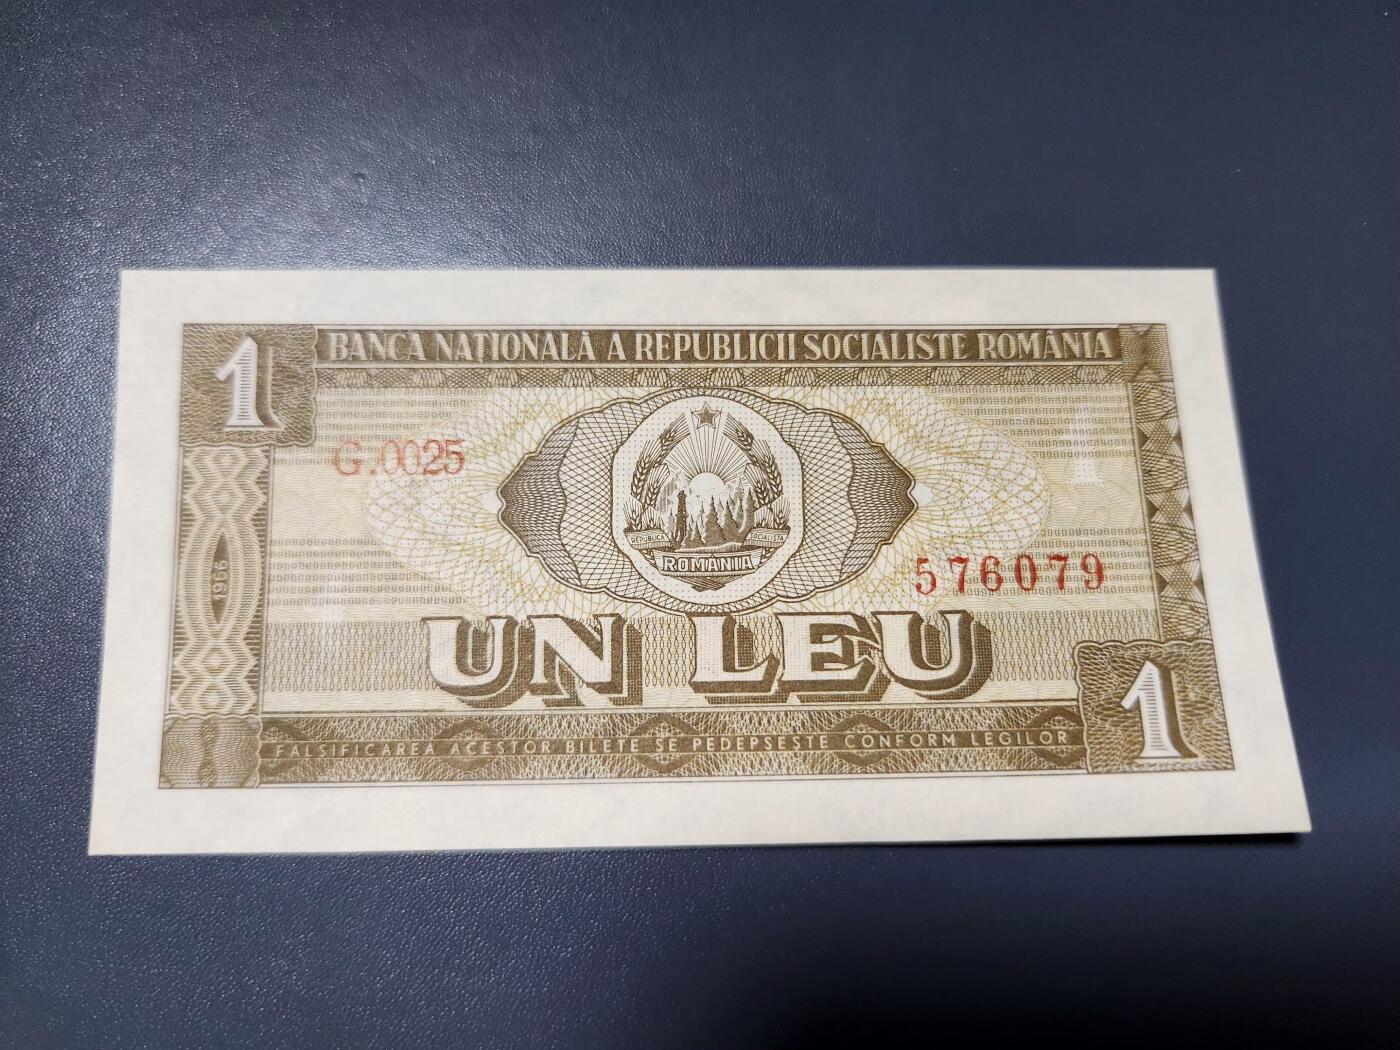 1
BANCA NAȚIONALĂ A REPUBLICII SOCIALISTE ROMÂNIA
G.0025
1966
REPUBLICA SOCIALISTA
ROMÂNIA
576079
UN LEU
FALSIFICAREA ACESTOR BILETE SE PEDEPSEȘTE CONFORM LEGILOR
1